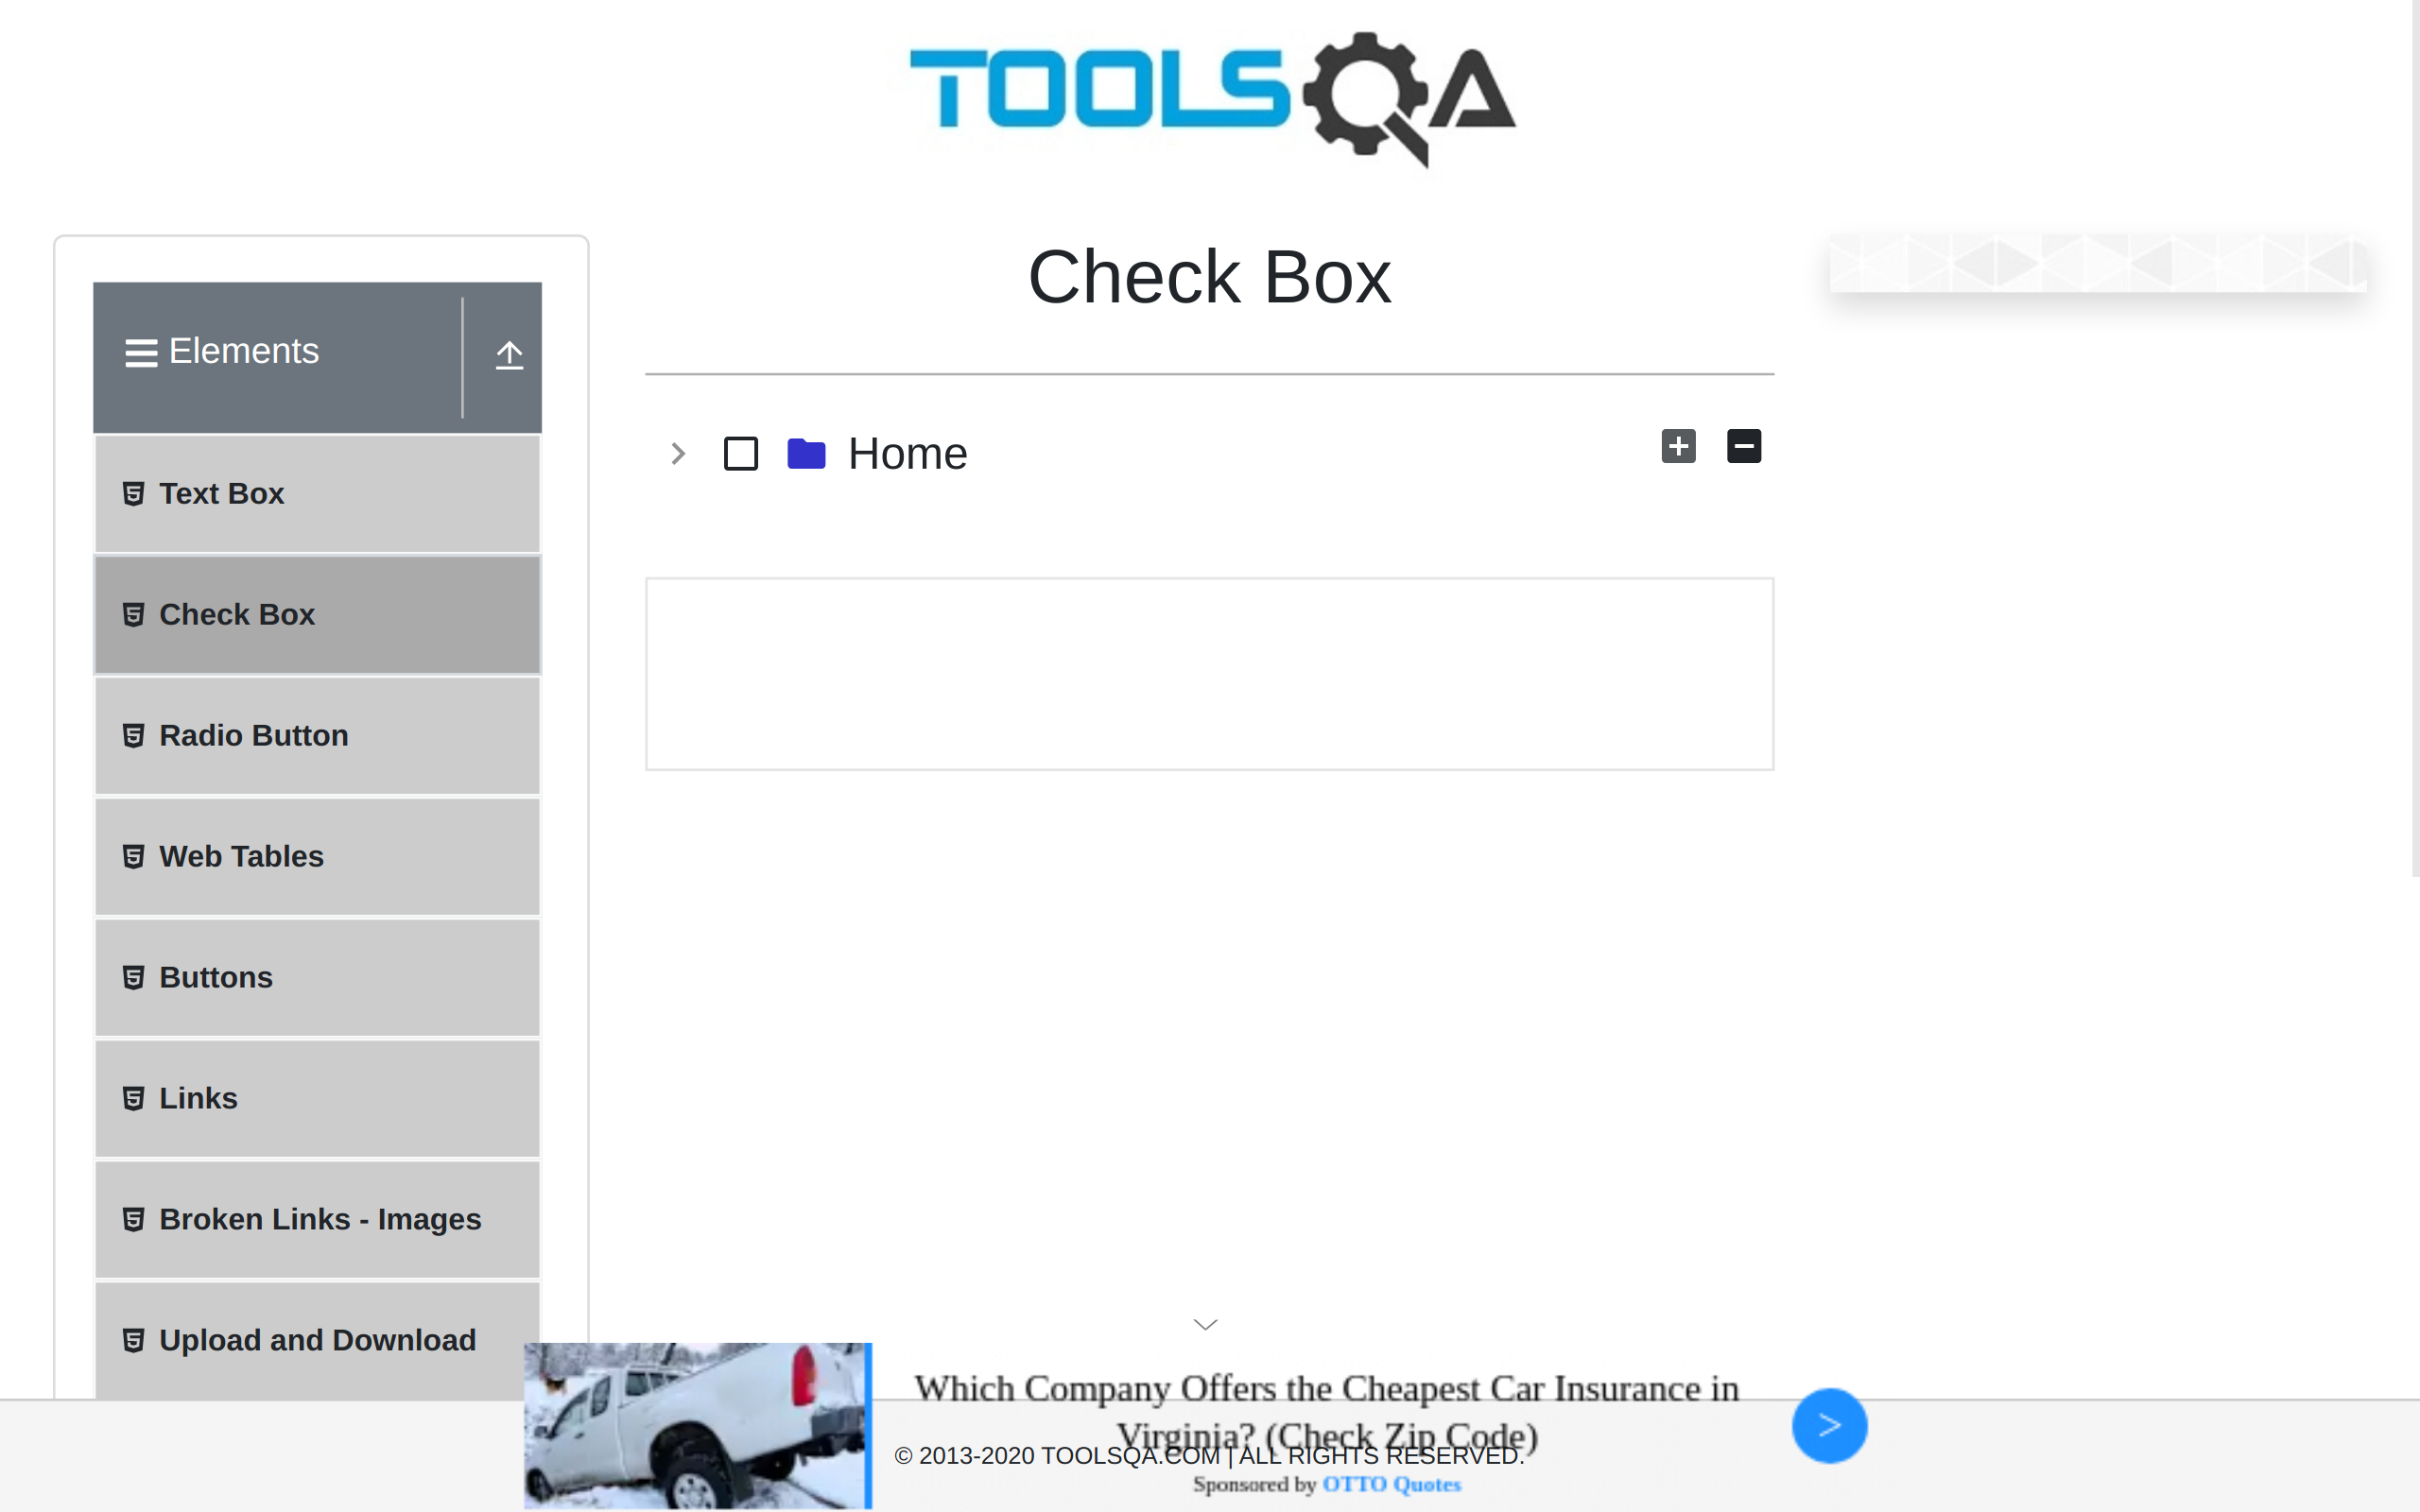 TOOLSQA
Check Box
Elements
Home
Text Box
Check Box
Radio Button
Web Tables
Buttons
Links
Broken Links - Images
Upload and Download
Which Company Offers the Cheapest Car Insurance in
Virginia? (Check Zip Code)
© 2013-2020 TOOLSQA.COM | ALL RIGHTS RESERVED.
Sponsored by OTTO Quotes